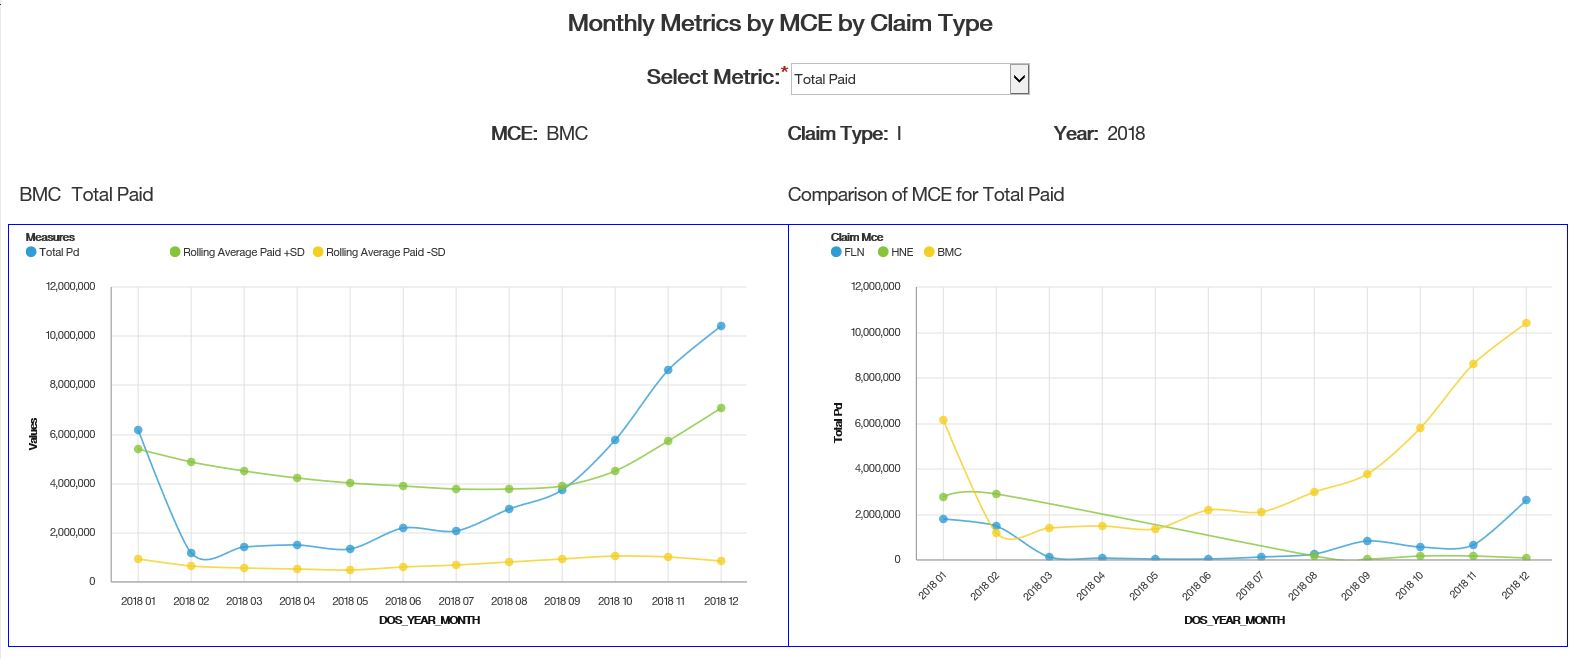 Monthly Metrics by MCE by Claim Type
Select Metric:* Total Paid
MCE: BMC Claim Type: I Year: 2018
BMC Total Paid
Measures
Total Pd Rolling Average Paid +SD Rolling Average Paid -SD
12,000,000
10,000,000
8,000,000
6,000,000
4,000,000
2,000,000
0
Values
2018 01 2018 02 2018 03 2018 04 2018 05 2018 06 2018 07 2018 08 2018 09 2018 10 2018 11 2018 12
DOS_YEAR_MONTH
Comparison of MCE for Total Paid
Claim Mce
FLN HNE BMC
12,000,000
10,000,000
8,000,000
6,000,000
4,000,000
2,000,000
0
Total Pd
2018 01 2018 02 2018 03 2018 04 2018 05 2018 06 2018 07 2018 08 2018 09 2018 10 2018 11 2018 12
DOS_YEAR_MONTH